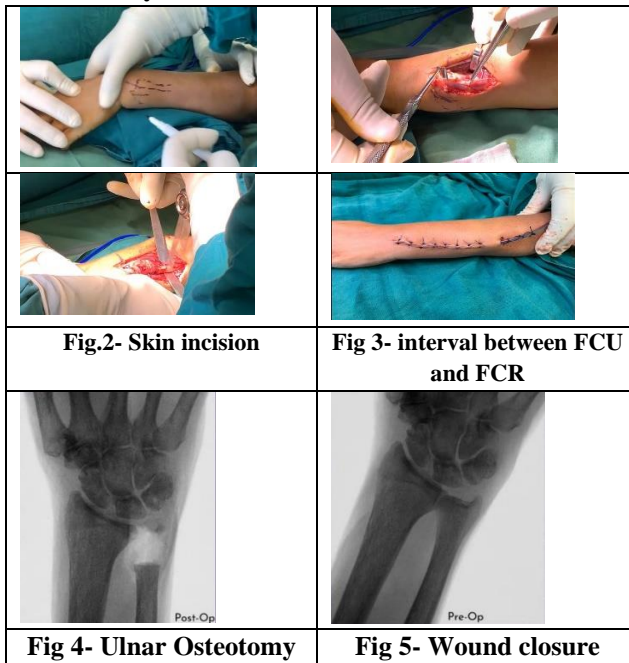 Fig.2- Skin incision
Fig 3- interval between FCU
and FCR
Post-Op
Pre-Op
Fig 4- Ulnar Osteotomy
Fig 5- Wound closure